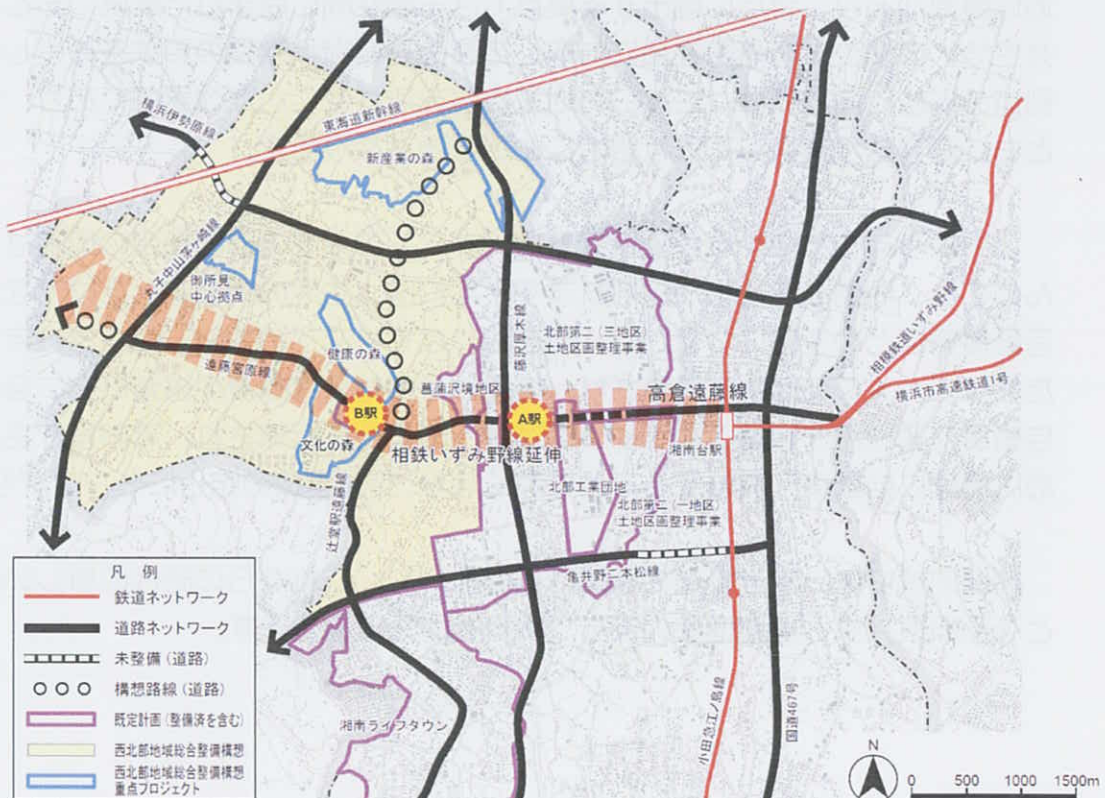 東海道新幹線
横浜伊勢原線
新産業の森
丸子中山茅ヶ崎線
御所見
中心拠点
藤沢厚木線
北部第二(三地区)
土地区画整理事業
相模鉄道いずみ野線
横浜市高速鉄道1号
健康の森
遠藤宮原線
菖蒲沢境地区
高倉遠藤線
B駅
A駅
文化の森
相鉄いずみ野線延伸
湘南台駅
辻堂駅遠藤線
北部工業団地
北部第二(一地区)
土地区画整理事業
亀井野二本松線
湘南ライフタウン
小田急江ノ島線
国道467号
凡例
鉄道ネットワーク
道路ネットワーク
未整備(道路)
構想路線(道路)
既定計画(整備済を含む)
西北部地域総合整備構想
西北部地域総合整備構想
重点プロジェクト
N
0 500 1000 1500m